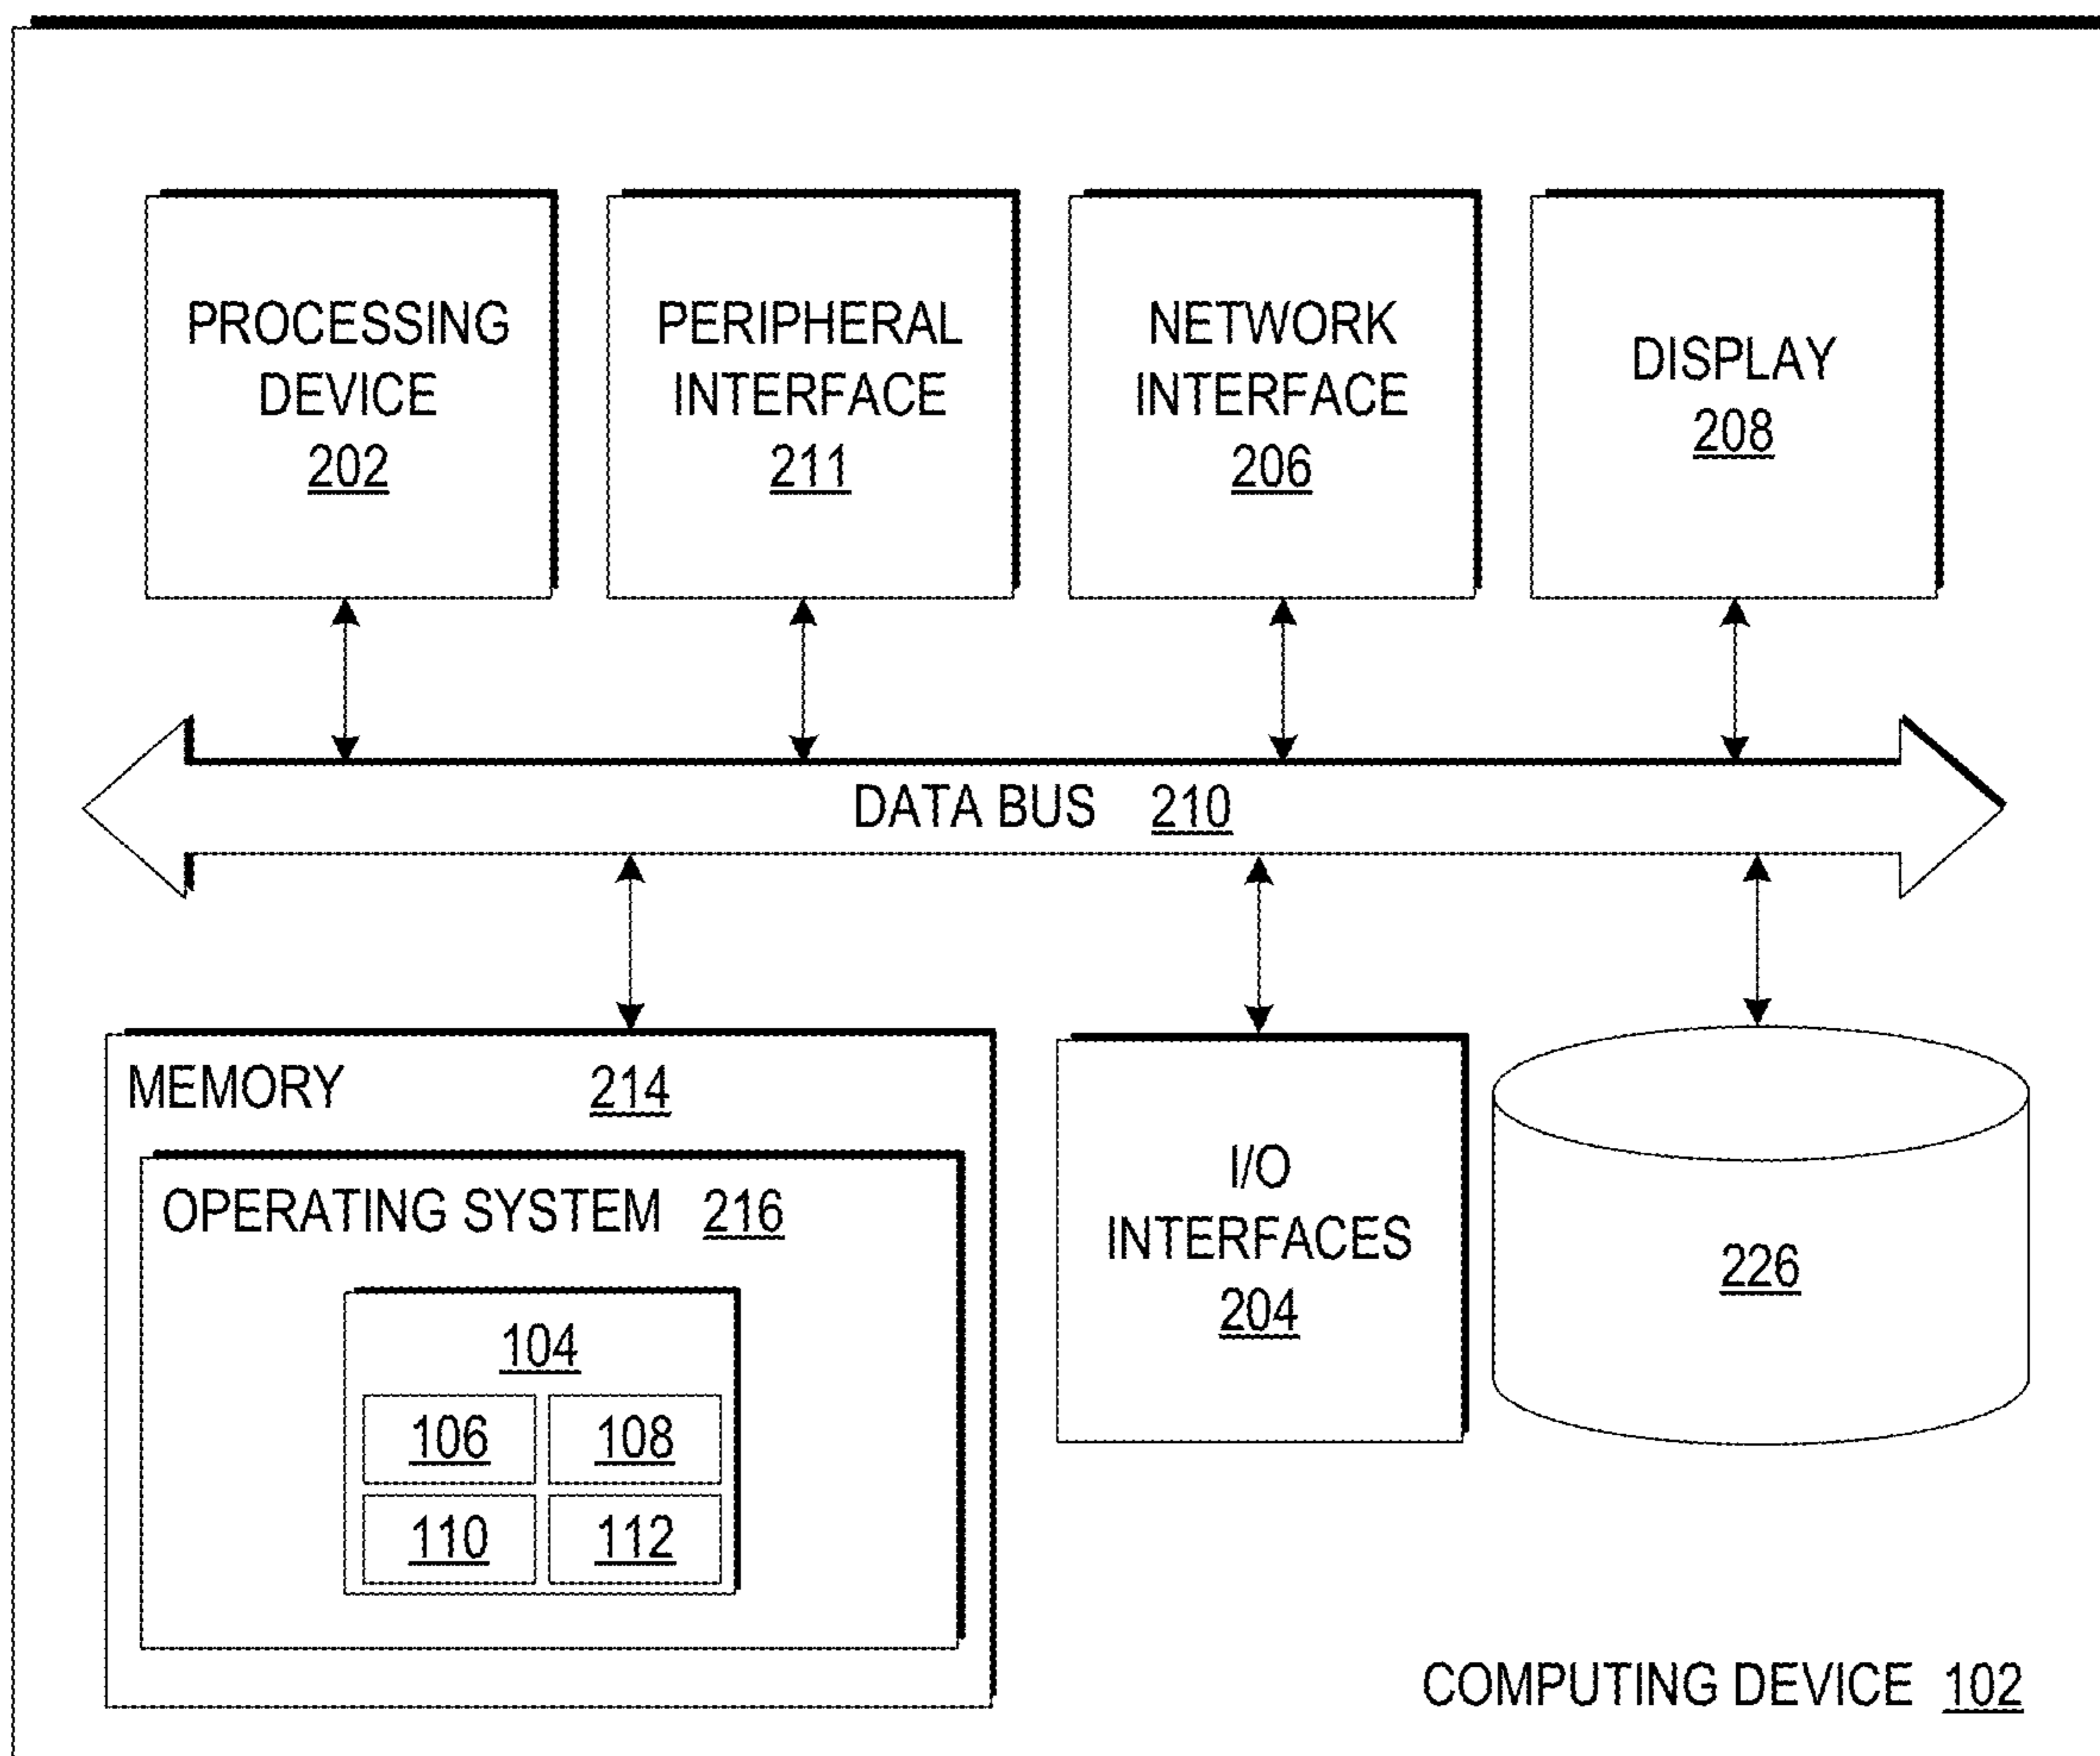 PROCESSING
DEVICE
202
PERIPHERAL
INTERFACE
211
NETWORK
INTERFACE
206
DISPLAY
208
DATA BUS 210
MEMORY 214
OPERATING SYSTEM 216
104
106 108
110 112
I/O
INTERFACES
204
226
COMPUTING DEVICE 102